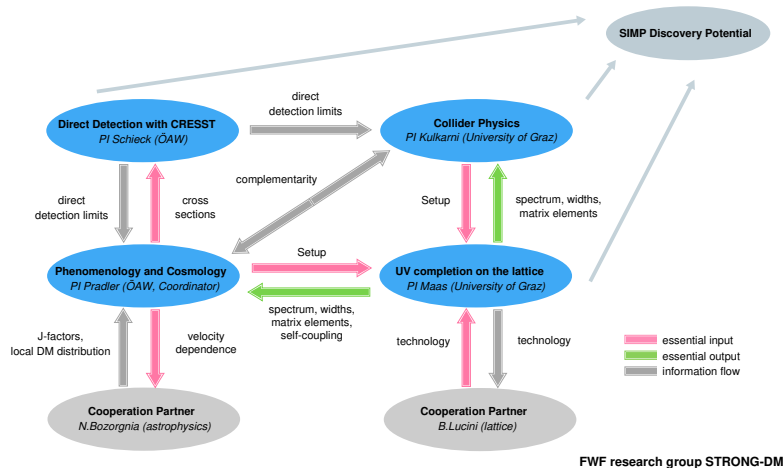 SIMP Discovery Potential
Direct Detection with CRESST
PI Schieck (ÖAW)
direct
detection limits
Collider Physics
PI Kulkarni (University of Graz)
direct
detection limits
cross
sections
complementarity
Setup
spectrum, widths,
matrix elements
Phenomenology and Cosmology
PI Pradler (ÖAW, Coordinator)
Setup
UV completion on the lattice
PI Maas (University of Graz)
spectrum, widths,
matrix elements,
self-coupling
J-factors,
local DM distribution
velocity
dependence
technology
technology
essential input
essential output
information flow
Cooperation Partner
N.Bozorgnia (astrophysics)
Cooperation Partner
B.Lucini (lattice)
FWF research group STRONG-DM